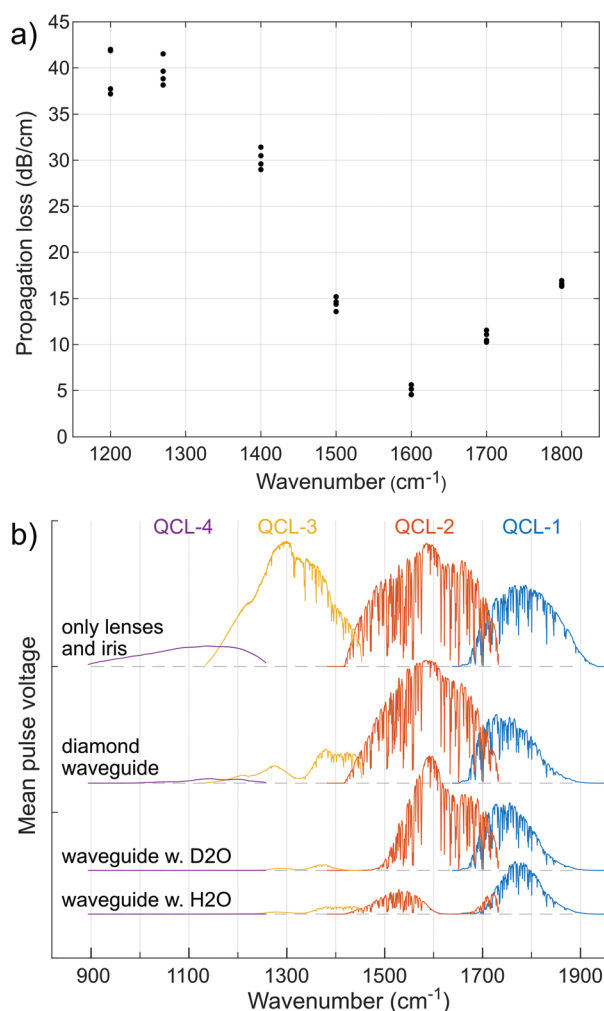 a)
45
40
35
30
25
20
15
10
5
0
Propagation loss (dB/cm)
1200 1300 1400 1500 1600 1700 1800
Wavenumber (cm⁻¹)
b)
QCL-4 QCL-3 QCL-2 QCL-1
only lenses
and iris
diamond
waveguide
waveguide w. D2O
waveguide w. H2O
Mean pulse voltage
900 1100 1300 1500 1700 1900
Wavenumber (cm⁻¹)